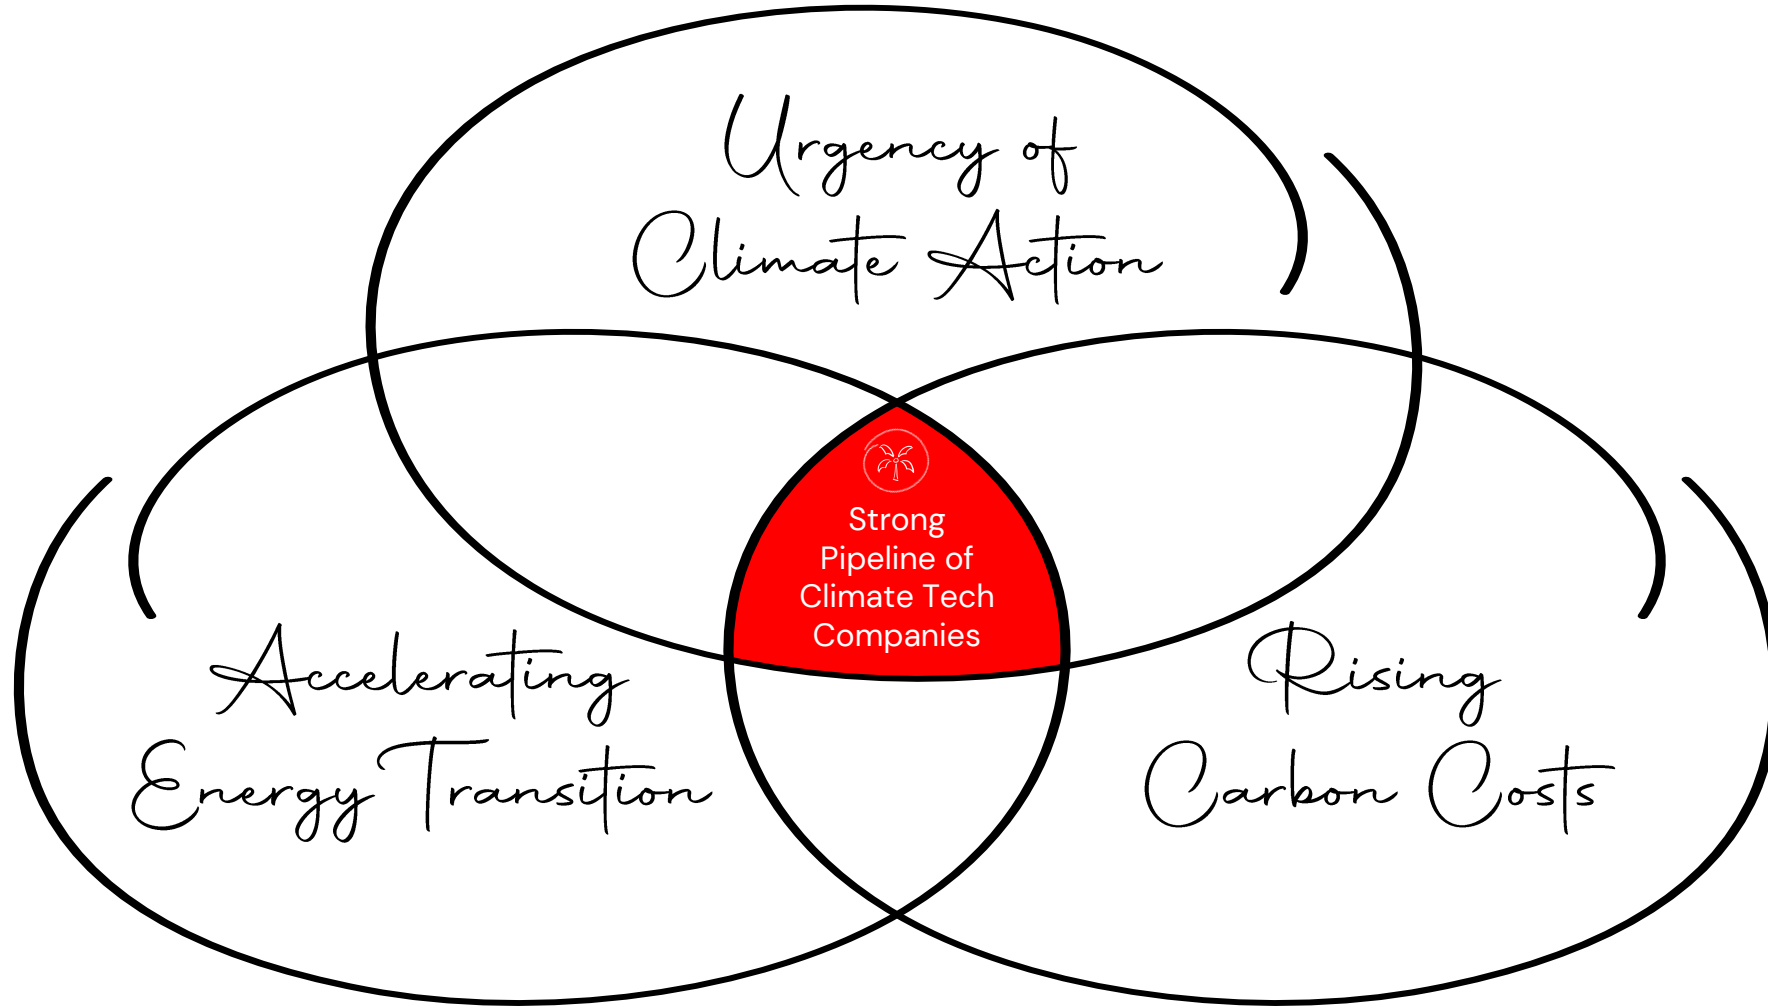 Urgency of
Climate Action
Strong
Pipeline of
Climate Tech
Companies
Accelerating
Energy Transition
Rising
Carbon Costs